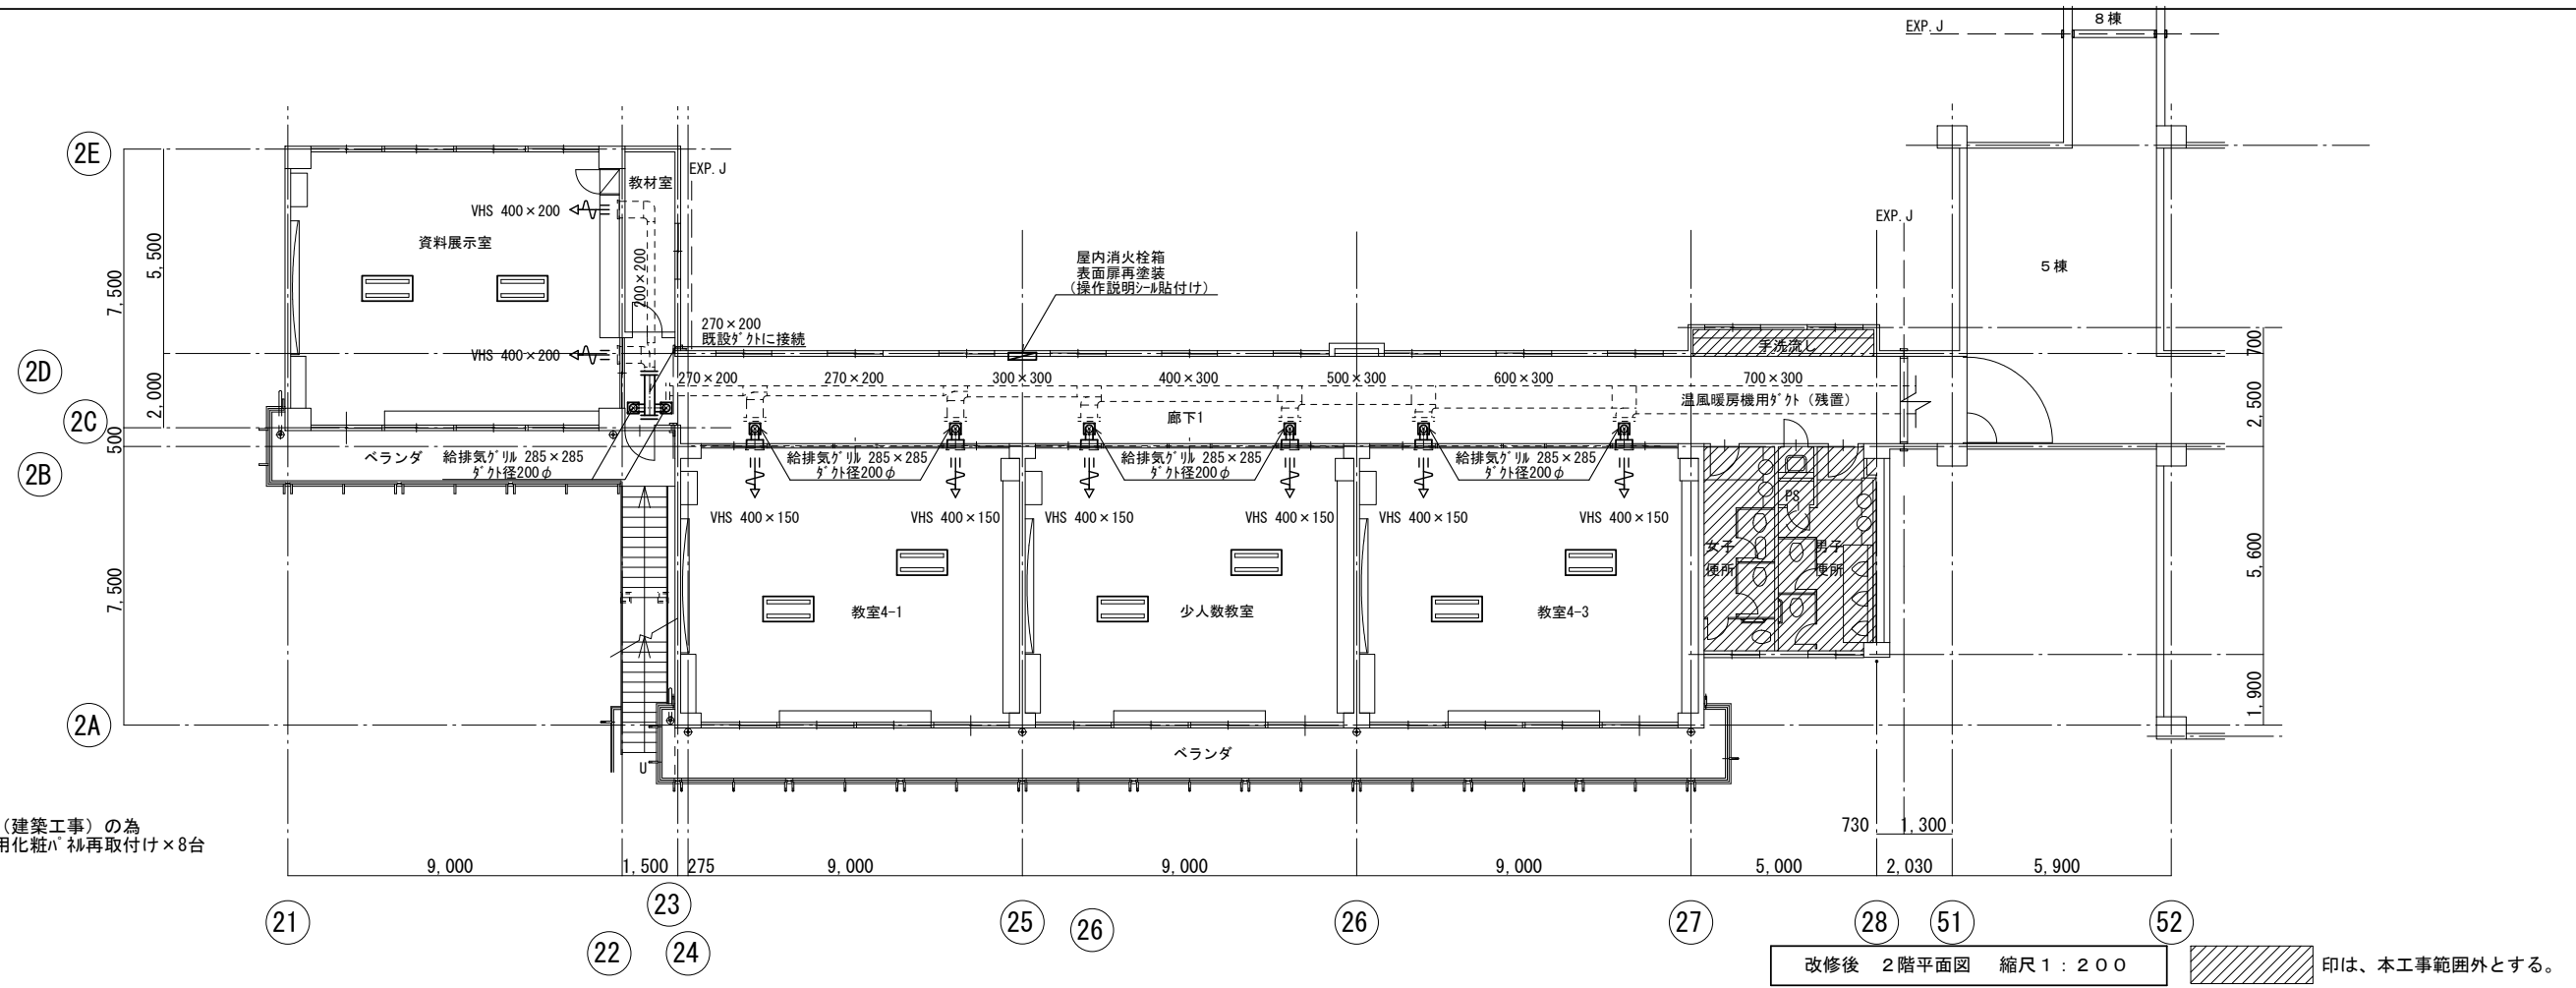 8棟
EXP.J
2E
教材室
EXP.J
VHS 400×200
資料展示室
EXP.J
屋内消火栓箱
表面扉再塗装
(操作説明ｼｰﾙ貼付け)
5棟
7,500
5,500
200×200
270×200
既設ﾀﾞｸﾄに接続
手洗流し
700
VHS 400×200
2D
270×200
270×200
300×300
400×300
500×300
600×300
700×300
2,000
温風暖房機用ﾀﾞｸﾄ（残置）
2,500
2C
廊下1
500
2B
ベランダ
給排気ｸﾞﾘﾙ 285×285
ﾀﾞｸﾄ径200φ
給排気ｸﾞﾘﾙ 285×285
ﾀﾞｸﾄ径200φ
給排気ｸﾞﾘﾙ 285×285
ﾀﾞｸﾄ径200φ
給排気ｸﾞﾘﾙ 285×285
ﾀﾞｸﾄ径200φ
PS
VHS 400×150
VHS 400×150
VHS 400×150
VHS 400×150
VHS 400×150
VHS 400×150
女子
便所
男子
便所
5,600
7,500
教室4-1
少人数教室
教室4-3
1,900
2A
ベランダ
U
（建築工事）の為
用化粧ﾊﾟﾈﾙ再取付け×8台
730
1,300
9,000
1,500
275
9,000
9,000
9,000
5,000
2,030
5,900
21
22
23
24
25
26
26
27
28
51
52
改修後　2階平面図　縮尺1：200
印は、本工事範囲外とする。